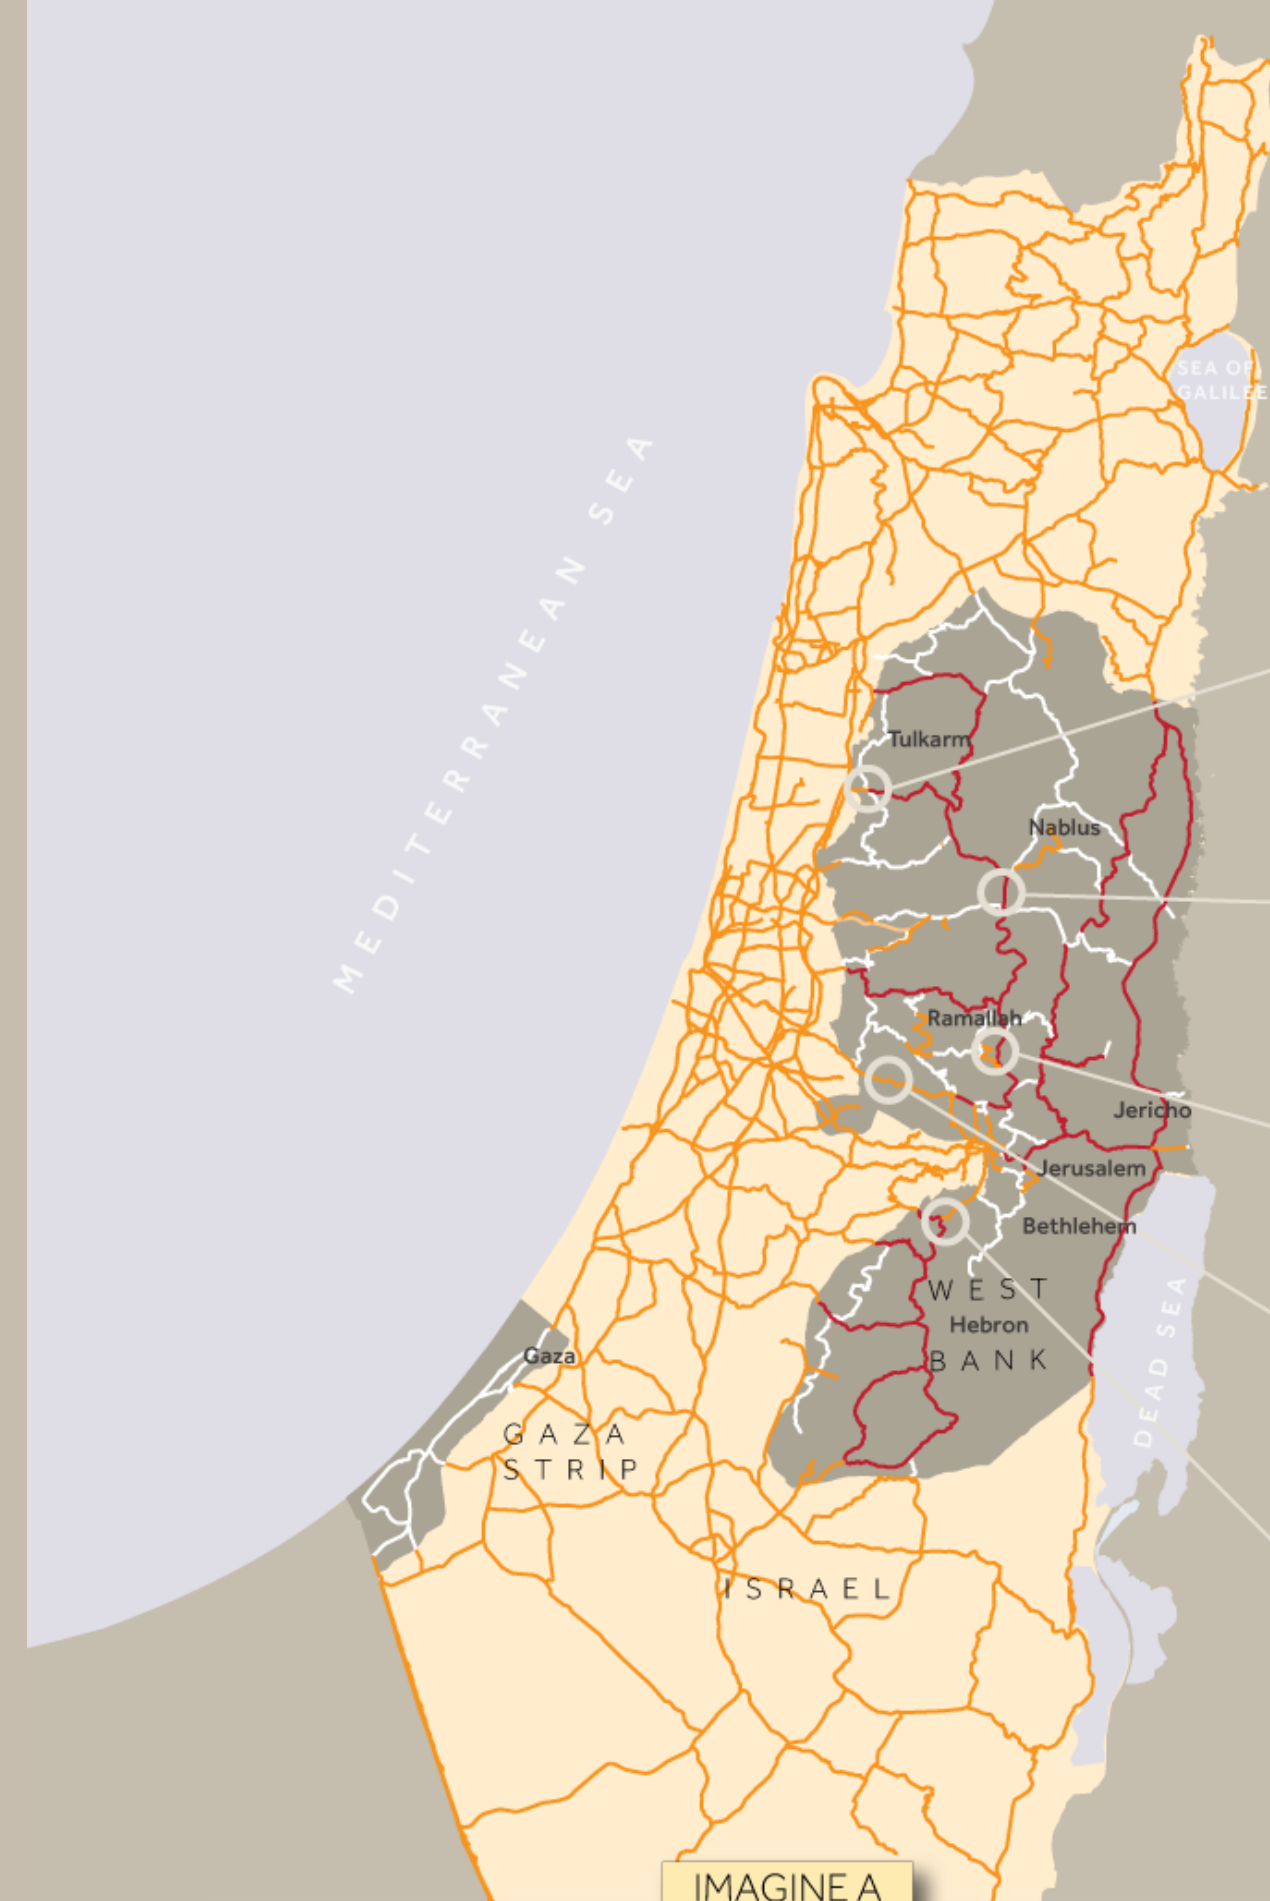 SEA OF
GALILEE
MEDITERRANEAN SEA
Tulkarm
Nablus
Ramallah
Jericho
Jerusalem
Bethlehem
WEST
Hebron
BANK
DEAD SEA
Gaza
GAZA
STRIP
ISRAEL
IMAGINE A